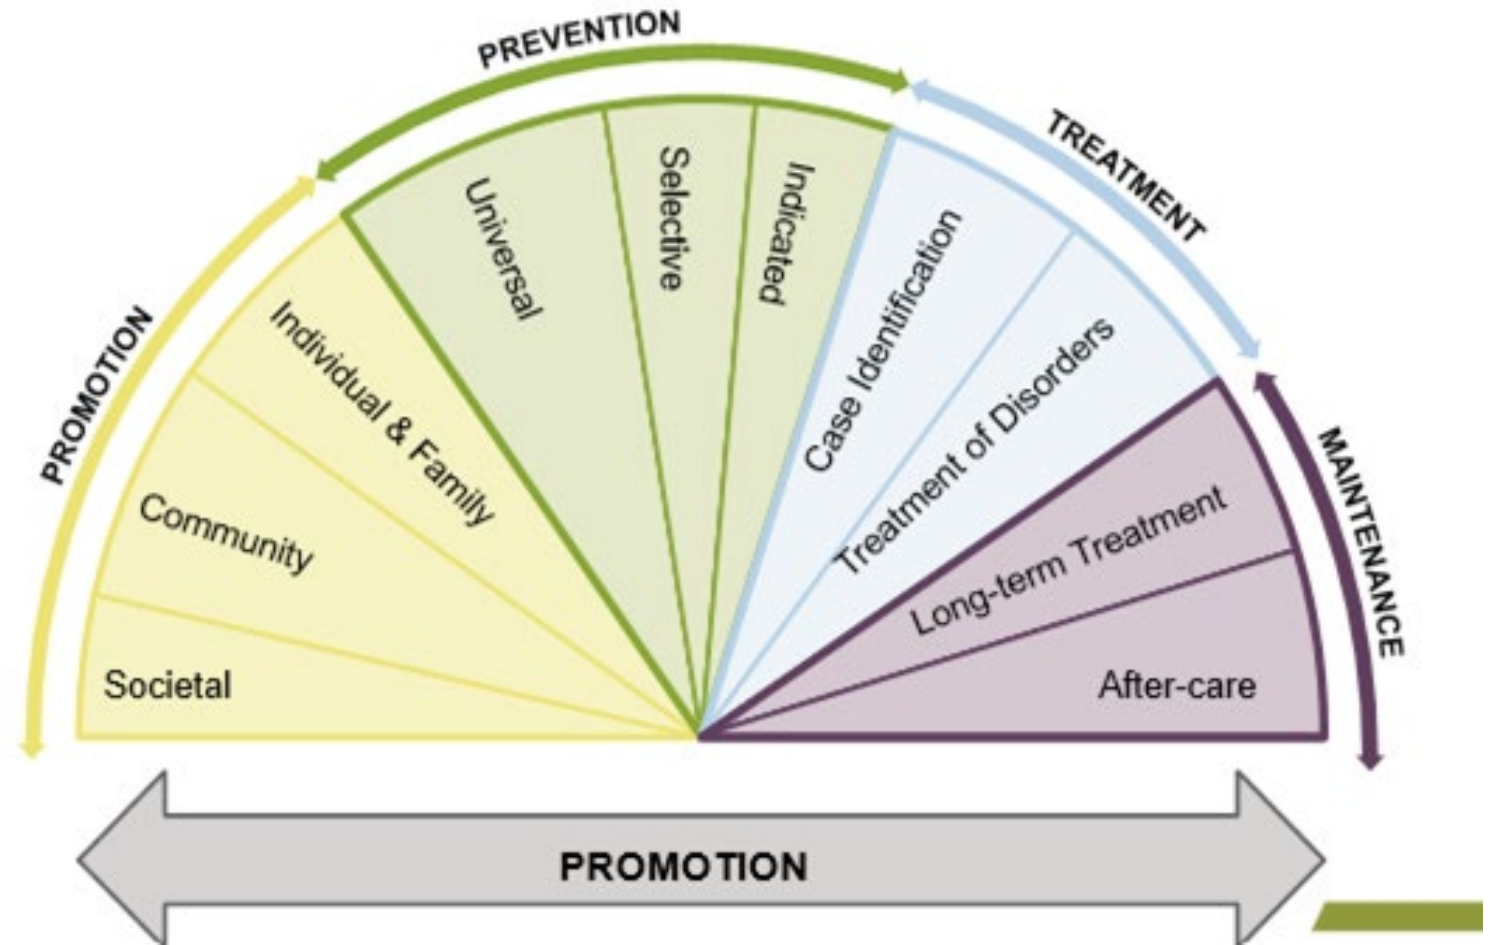 PREVENTION
TREATMENT
PROMOTION
MAINTENANCE
Societal
Community
Individual & Family
Universal
Selective
Indicated
Case Identification
Treatment of Disorders
Long-term Treatment
After-care
PROMOTION